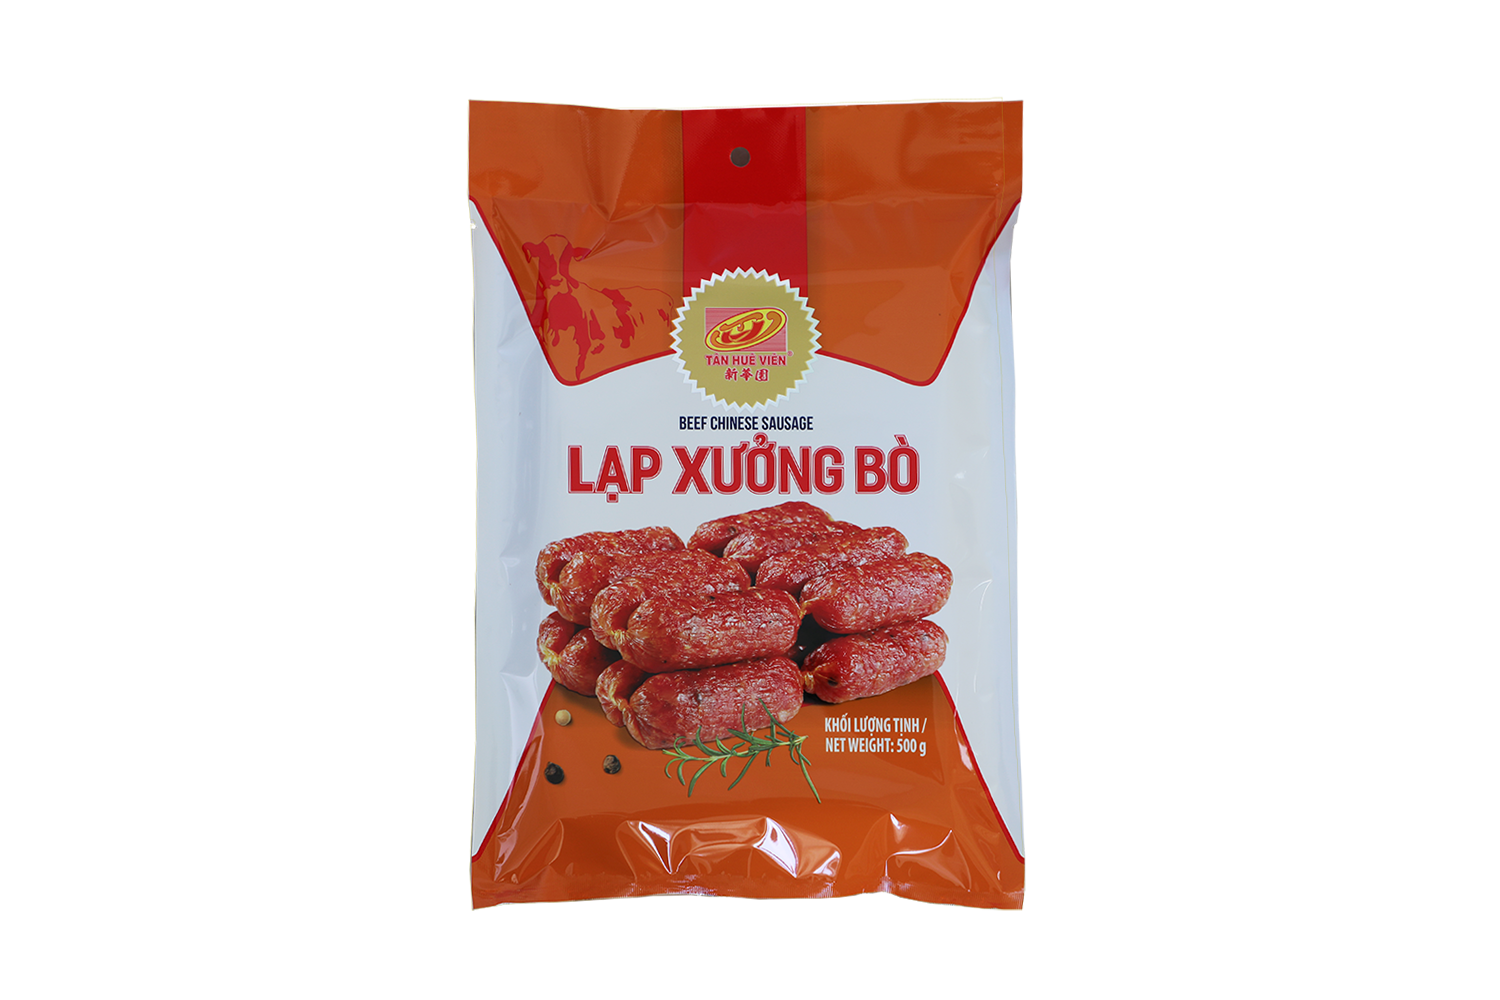 TÂN HUÊ VIÊN®
新華園
BEEF CHINESE SAUSAGE
LẠP XƯỞNG BÒ
KHỐI LƯỢNG TỊNH /
NET WEIGHT: 500 g